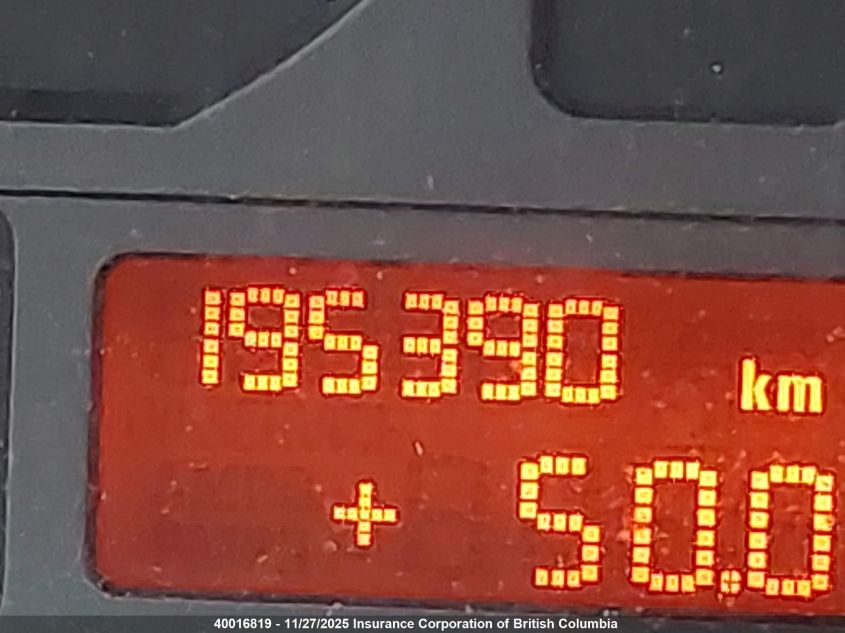 195390 km
+ 50.0
40016819 - 11/27/2025 Insurance Corporation of British Columbia